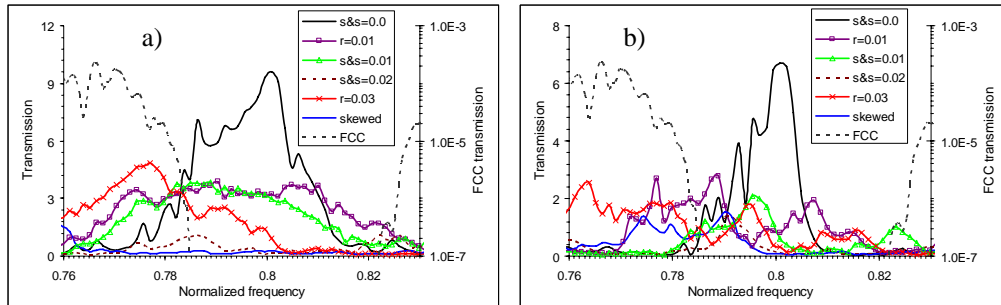 a)
12
9
6
3
0
Transmission
0.76
0.78
0.8
0.82
Normalized frequency
1.0E-3
1.0E-5
1.0E-7
FCC transmission
s&s=0.0
r=0.01
s&s=0.01
s&s=0.02
r=0.03
skewed
FCC
b)
8
6
4
2
0
Transmission
0.76
0.78
0.8
0.82
Normalized frequency
1.0E-3
1.0E-5
1.0E-7
FCC transmission
s&s=0.0
r=0.01
s&s=0.01
s&s=0.02
r=0.03
skewed
FCC